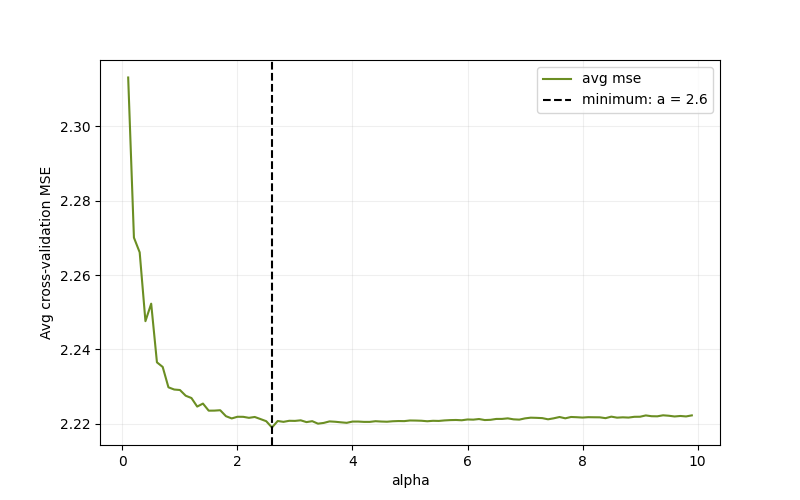 avg mse
minimum: a = 2.6
2.30
2.28
2.26
2.24
2.22
Avg cross-validation MSE
0 2 4 6 8 10
alpha